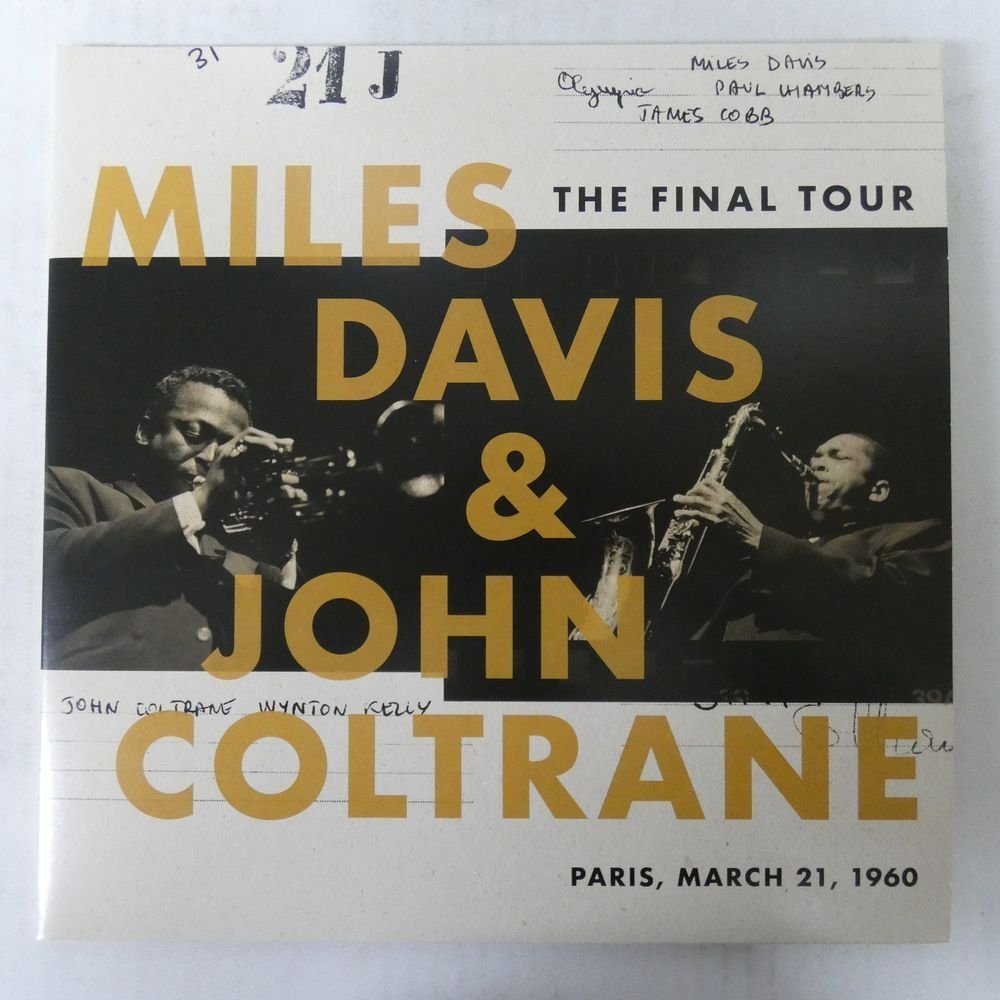 31
21 J
MILES DAVIS
Olympia PAUL CHAMBERS
JAMES COBB
THE FINAL TOUR
MILES
DAVIS
&
JOHN
COLTRANE
JOHN COLTRANE WYNTON KELLY
39A
PARIS, MARCH 21, 1960